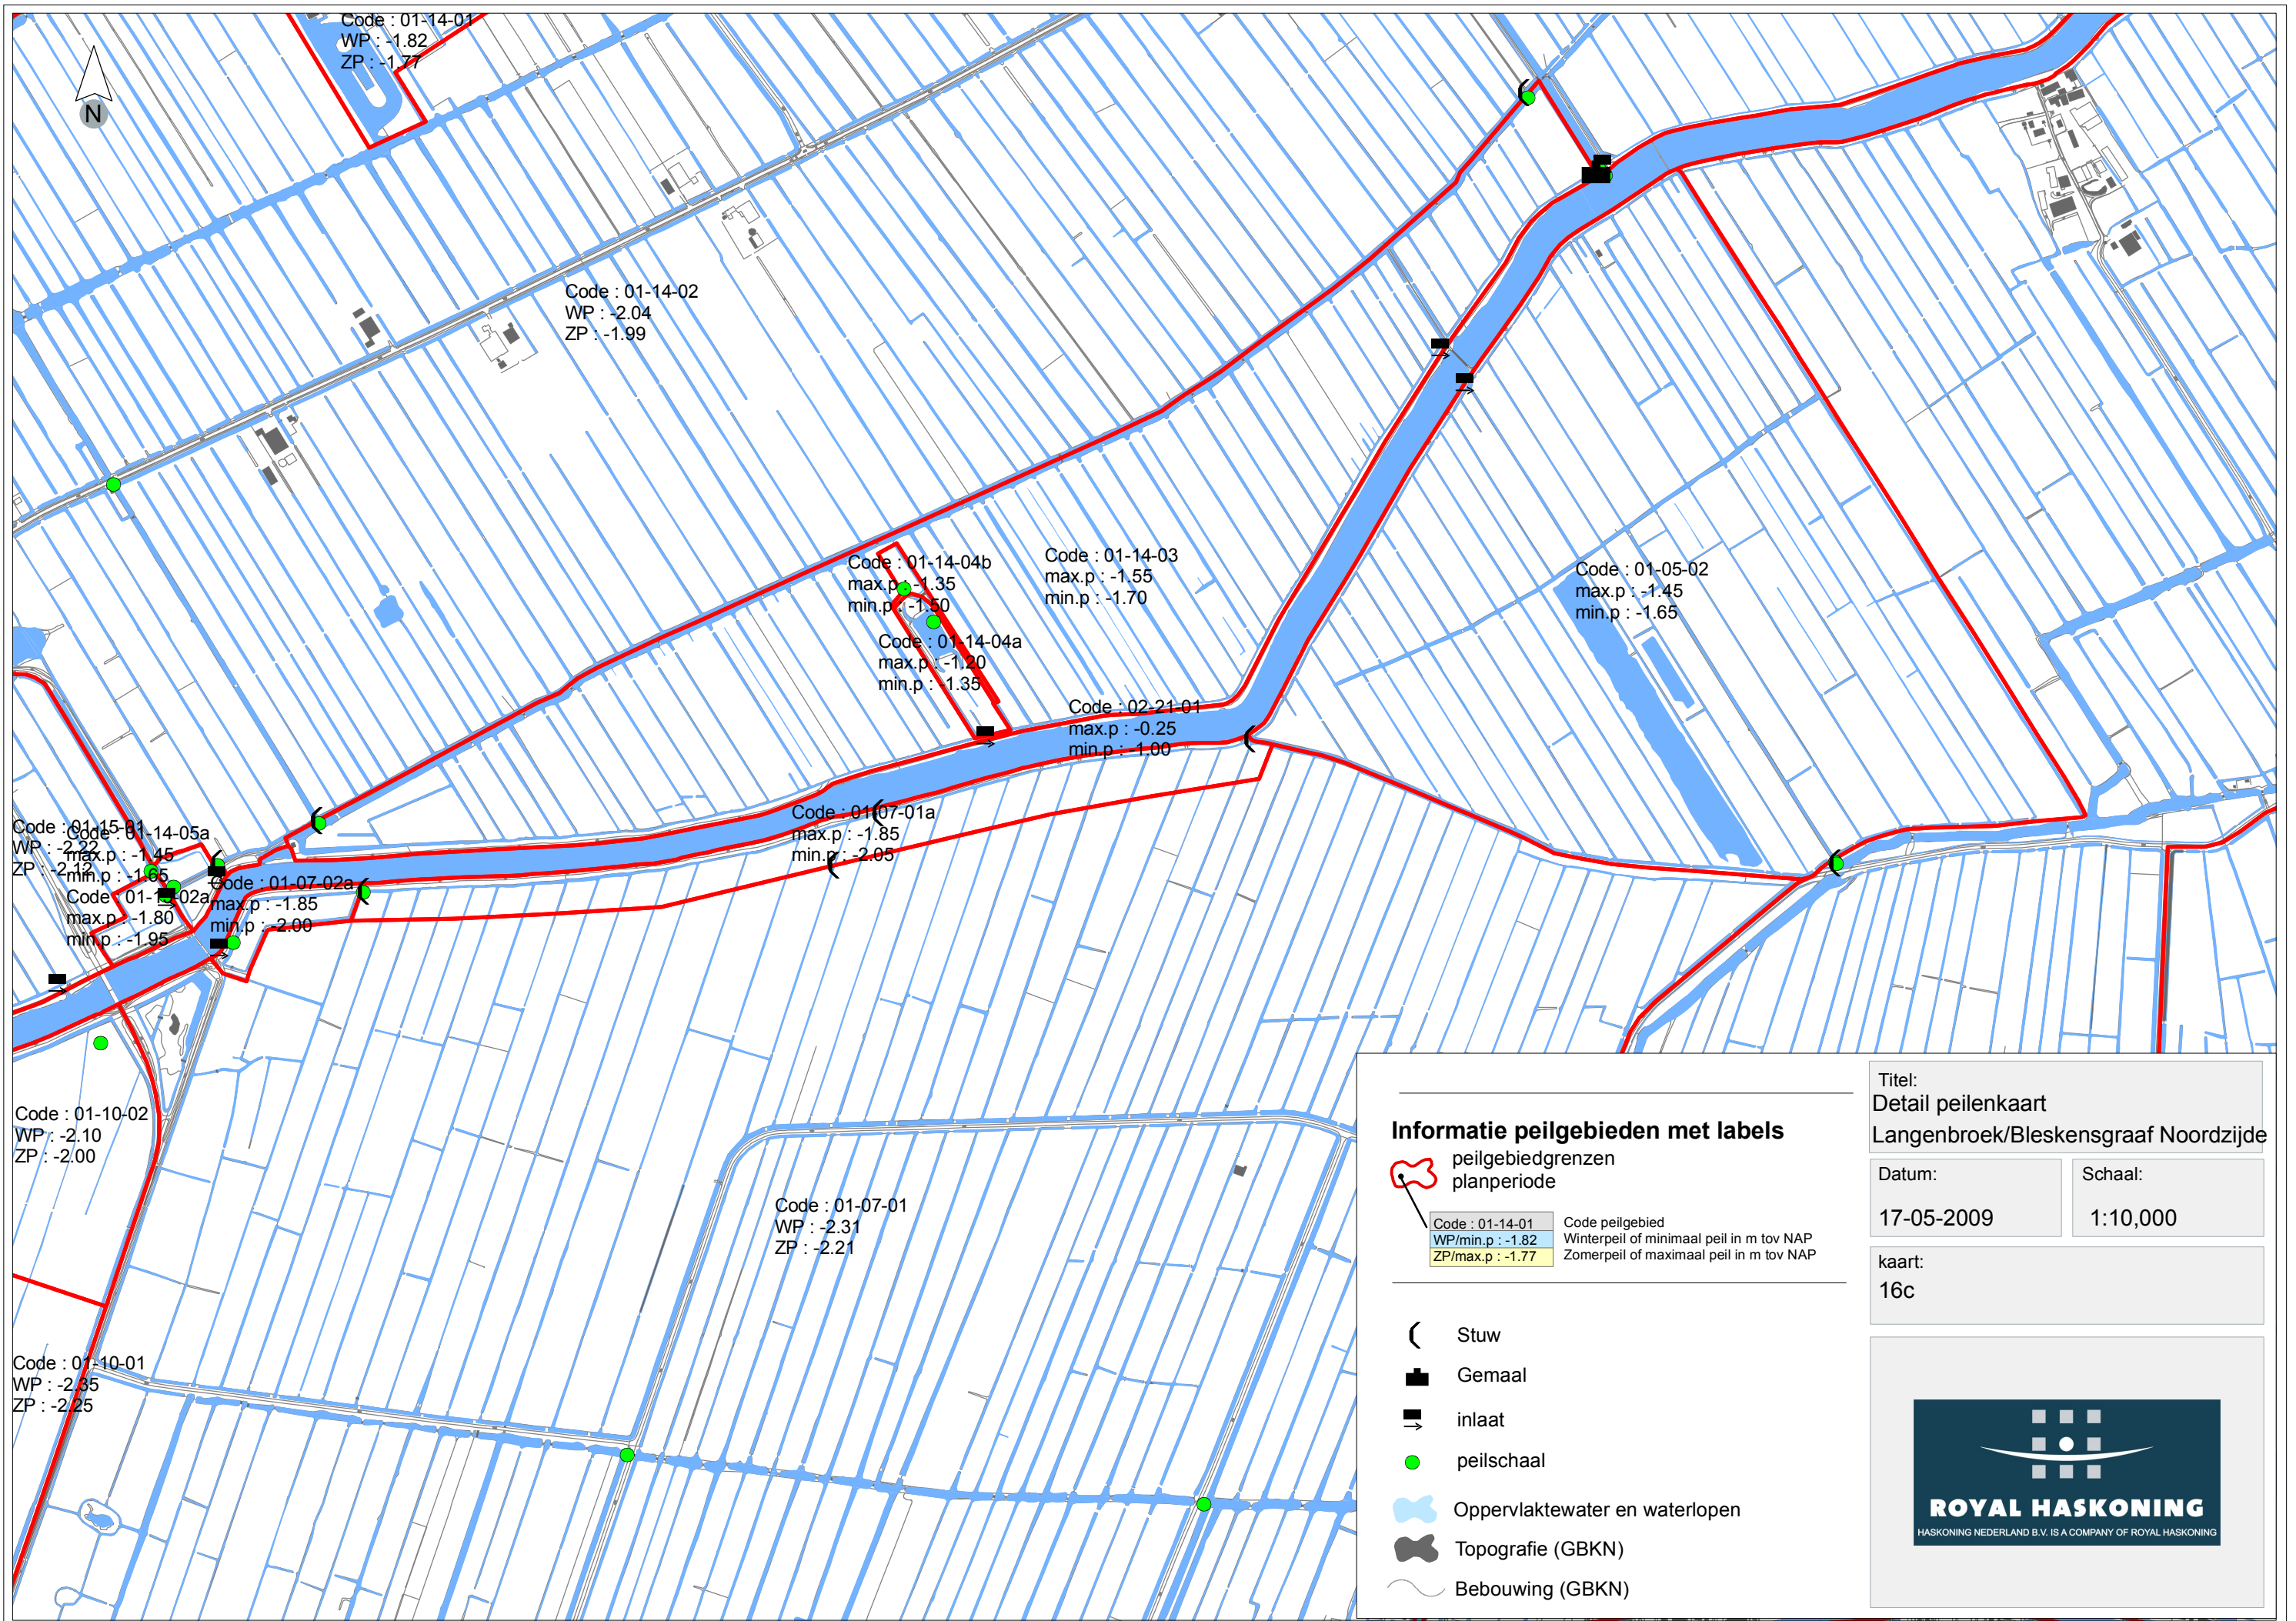 Code : 01-14-01
WP : -1.82
ZP : -1.77
N
Code : 01-14-02
WP : -2.04
ZP : -1.99
Code : 01-14-04b
max.p : -1.35
min.p : -1.50
Code : 01-14-03
max.p : -1.55
min.p : -1.70
Code : 01-05-02
max.p : -1.45
min.p : -1.65
Code : 01-14-04a
max.p : -1.20
min.p : -1.35
Code : 02-21-01
max.p : -0.25
min.p : -1.00
Code : 01-07-01a
max.p : -1.85
min.p : -2.05
Code : 01-15-01
WP : -2.22
ZP : -2.12
Code : 01-14-05a
max.p : -1.45
min.p : -1.65
Code : 01-15-02a
max.p : -1.80
min.p : -1.95
Code : 01-07-02a
max.p : -1.85
min.p : -2.00
Code : 01-10-02
WP : -2.10
ZP : -2.00
Code : 01-07-01
WP : -2.31
ZP : -2.21
Code : 01-10-01
WP : -2.35
ZP : -2.25
Informatie peilgebieden met labels
peilgebiedgrenzen
planperiode
Code : 01-14-01 Code peilgebied
WP/min.p : -1.82 Winterpeil of minimaal peil in m tov NAP
ZP/max.p : -1.77 Zomerpeil of maximaal peil in m tov NAP
Stuw
Gemaal
inlaat
peilschaal
Oppervlaktewater en waterlopen
Topografie (GBKN)
Bebouwing (GBKN)
Titel:
Detail peilenkaart
Langenbroek/Bleskensgraaf Noordzijde
Datum:
17-05-2009
Schaal:
1:10,000
kaart:
16c
ROYAL HASKONING
HASKONING NEDERLAND B.V. IS A COMPANY OF ROYAL HASKONING